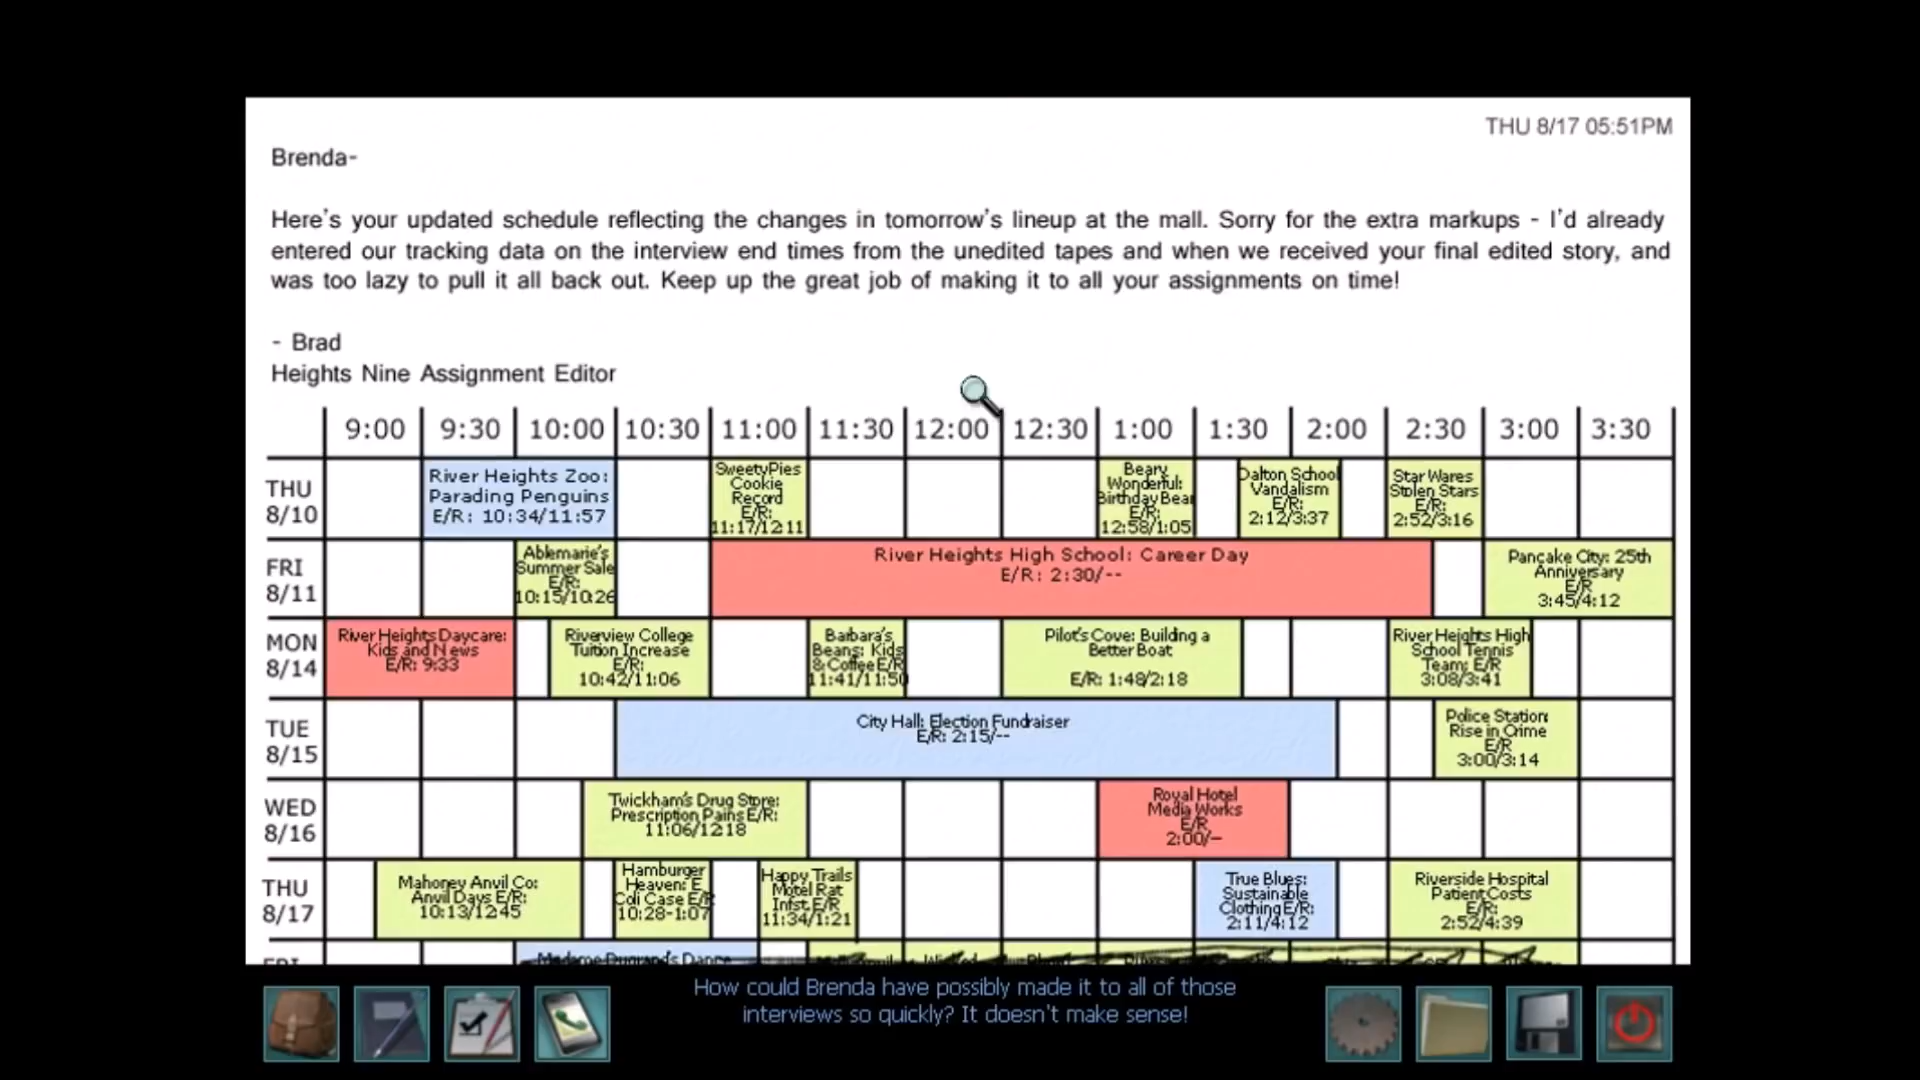 THU 8/17 05:51PM
Brenda-
Here's your updated schedule reflecting the changes in tomorrow's lineup at the mall. Sorry for the extra markups - I'd already
entered our tracking data on the interview end times from the unedited tapes and when we received your final edited story, and
was too lazy to pull it all back out. Keep up the great job of making it to all your assignments on time!
- Brad
Heights Nine Assignment Editor
9:00 9:30 10:00 10:30 11:00 11:30 12:00 12:30 1:00 1:30 2:00 2:30 3:00 3:30
THU
8/10
River Heights Zoo:
Parading Penguins
E/R: 10:34/11:57
SweetyPies
Cookie
Record
E/R:
11:17/12:11
Beary
Wonderful:
Birthday Bear
E/R:
12:58/1:05
Dalton School
Vandalism
E/R:
2:12/3:37
Star Wares
Stolen Stars
E/R:
2:52/3:16
FRI
8/11
Ablemarie's
Summer Sale
E/R:
10:15/10:26
River Heights High School: Career Day
E/R: 2:30/--
Pancake City: 25th
Anniversary
E/R
3:45/4:12
MON
8/14
River Heights Daycare:
Kids and News
E/R: 9:33
Riverview College
Tuition Increase
E/R:
10:42/11:06
Barbara's
Beans: Kids
& Coffee E/R
11:41/11:50
Pilot's Cove: Building a
Better Boat
E/R: 1:48/2:18
River Heights High
School Tennis
Team: E/R
3:08/3:41
TUE
8/15
City Hall: Election Fundraiser
E/R: 2:15/--
Police Station:
Rise in Crime
E/R
3:00/3:14
WED
8/16
Twickham's Drug Store:
Prescription Pains E/R:
11:06/12:18
Royal Hotel
Media Works
E/R
2:00/--
THU
8/17
Mahoney Anvil Co:
Anvil Days E/R:
10:13/12:45
Hamburger
Heaven: E
Coli Case E/R
10:28-1:07
Happy Trails
Motel Rat
Infst. E/R
11:34/1:21
True Blues:
Sustainable
Clothing E/R:
2:11/4:12
Riverside Hospital
Patient Costs
E/R:
2:52/4:39
FRI
How could Brenda have possibly made it to all of those
interviews so quickly? It doesn't make sense!